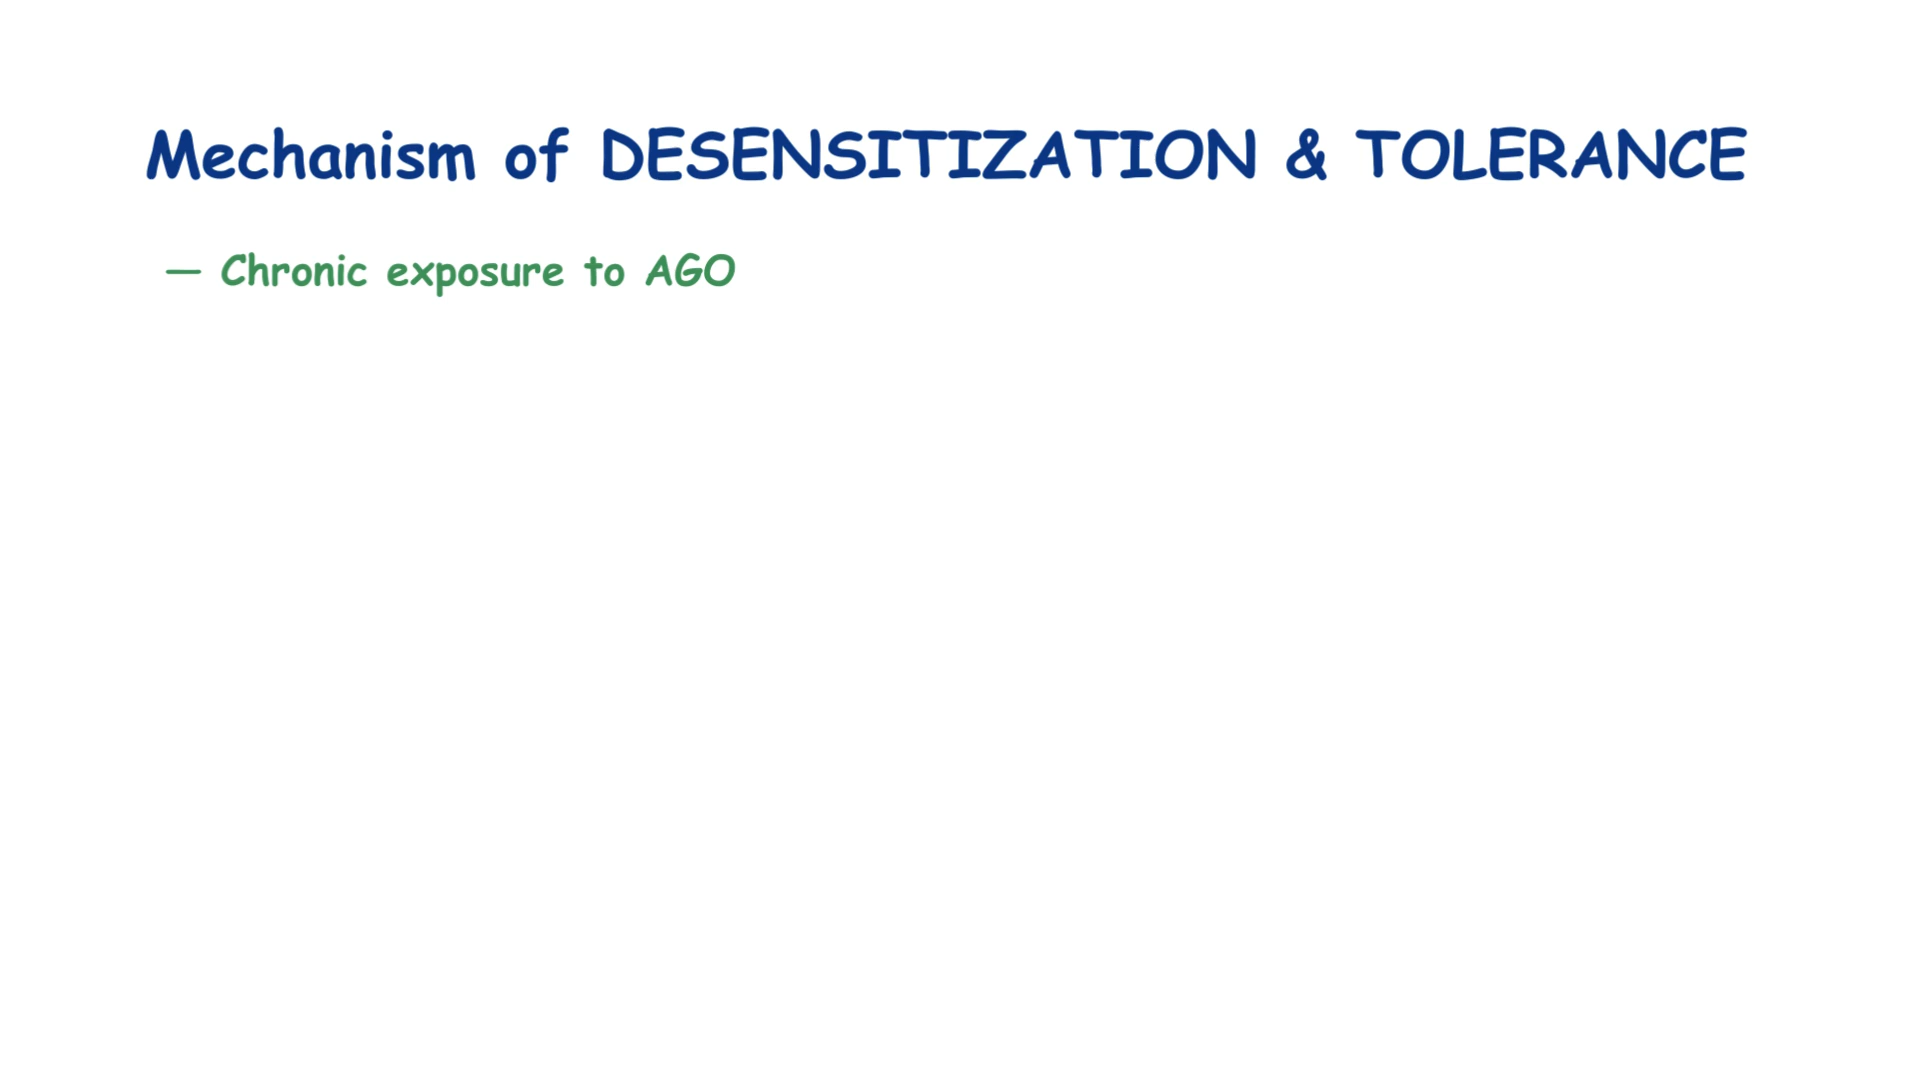 Mechanism of DESENSITIZATION & TOLERANCE
— Chronic exposure to AGO